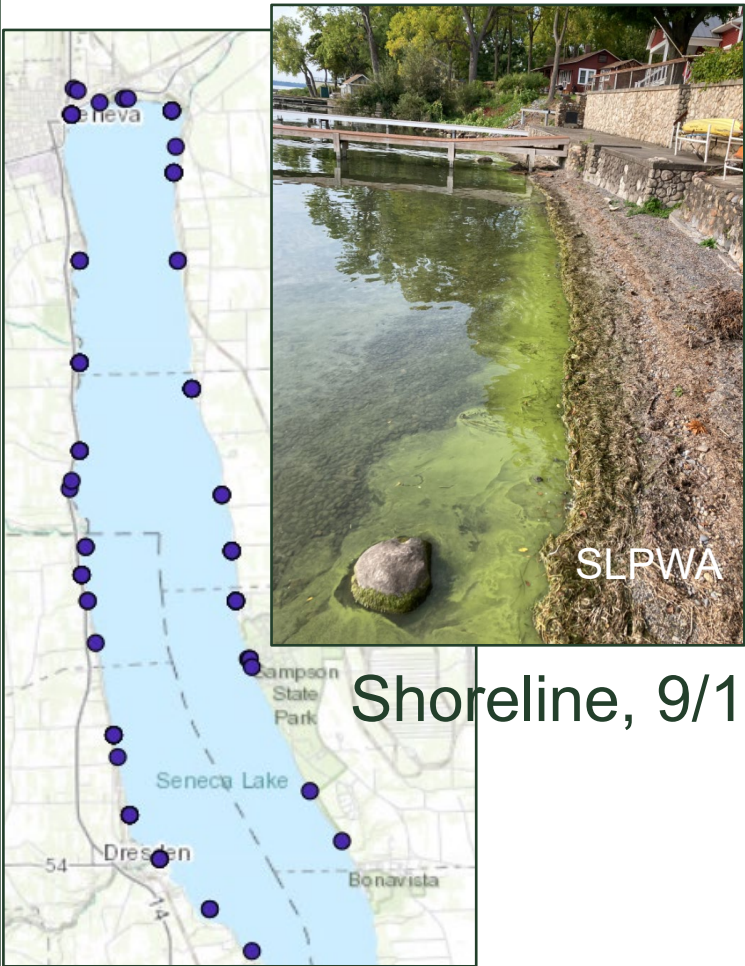 eneva
SLPWA
Sampson
State
Park
Shoreline, 9/1
Seneca Lake
Dresden
54
Bonavista
14